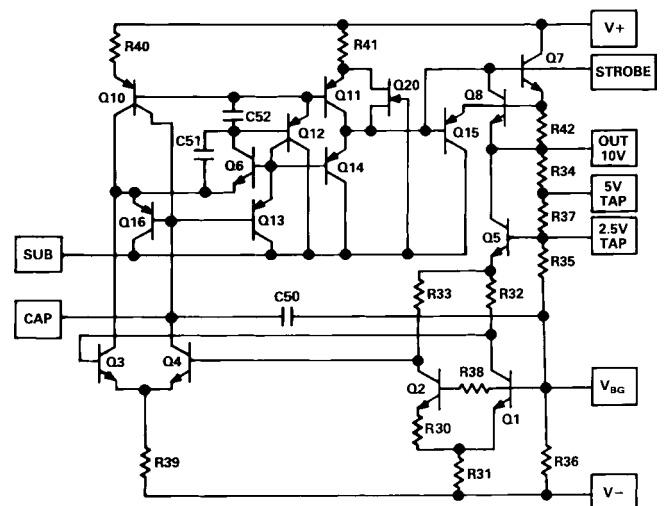 V+
R40
R41
Q7
STROBE
Q20
Q8
Q10
Q11
C52
R42
Q12
Q15
C51
OUT
10V
Q6
Q14
R34
5V
TAP
Q16
Q13
R37
2.5V
TAP
Q5
SUB
R35
R33
R32
C50
CAP
Q3
Q4
R38
Q2
VBG
Q1
R30
R39
R31
R36
V−